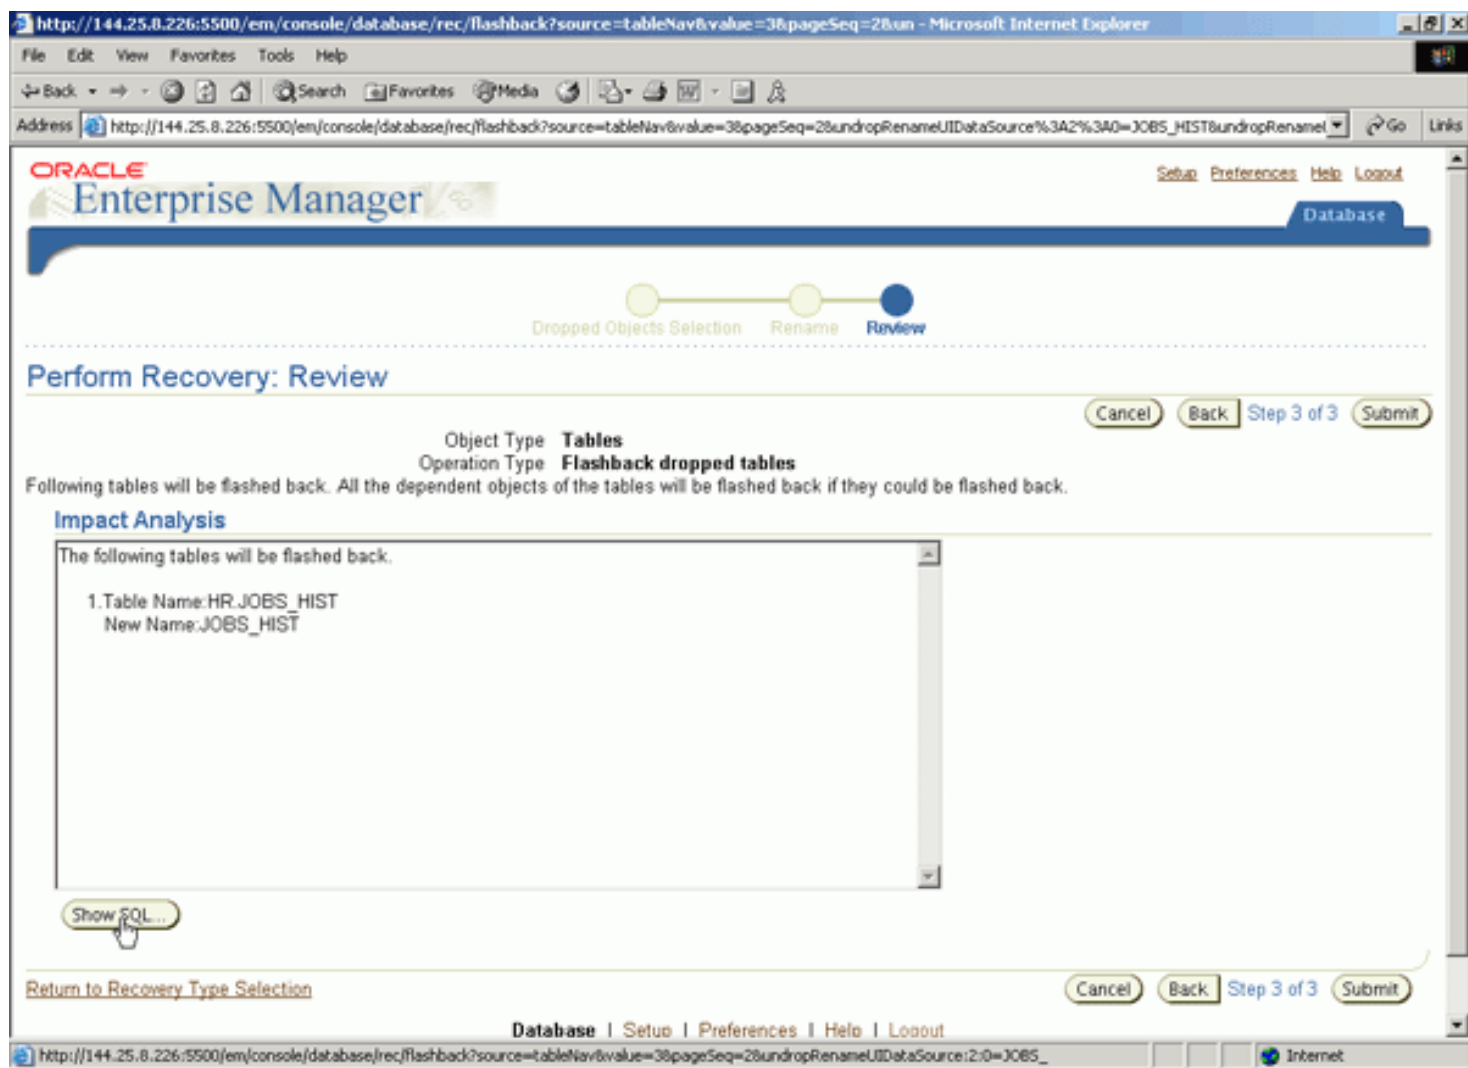 http://144.25.8.226:5500/em/console/database/rec/flashback?source=tableNav&value=3&pageSeq=2&un - Microsoft Internet Explorer
File Edit View Favorites Tools Help
Back Search Favorites Media
Address http://144.25.8.226:5500/em/console/database/rec/flashback?source=tableNav&value=3&pageSeq=2&undropRenameUIDataSource%3A2%3A0=JOBS_HIST&undropRenameI Go Links
ORACLE
Enterprise Manager
Setup Preferences Help Logout
Database
Dropped Objects Selection Rename Review
Perform Recovery: Review
Cancel Back Step 3 of 3 Submit
Object Type Tables
Operation Type Flashback dropped tables
Following tables will be flashed back. All the dependent objects of the tables will be flashed back if they could be flashed back.
Impact Analysis
The following tables will be flashed back.
1.Table Name:HR.JOBS_HIST
New Name:JOBS_HIST
Show SQL...
Return to Recovery Type Selection
Cancel Back Step 3 of 3 Submit
Database | Setup | Preferences | Help | Logout
http://144.25.8.226:5500/em/console/database/rec/flashback?source=tableNav&value=3&pageSeq=2&undropRenameUIDataSource:2:0=JOBS_
Internet